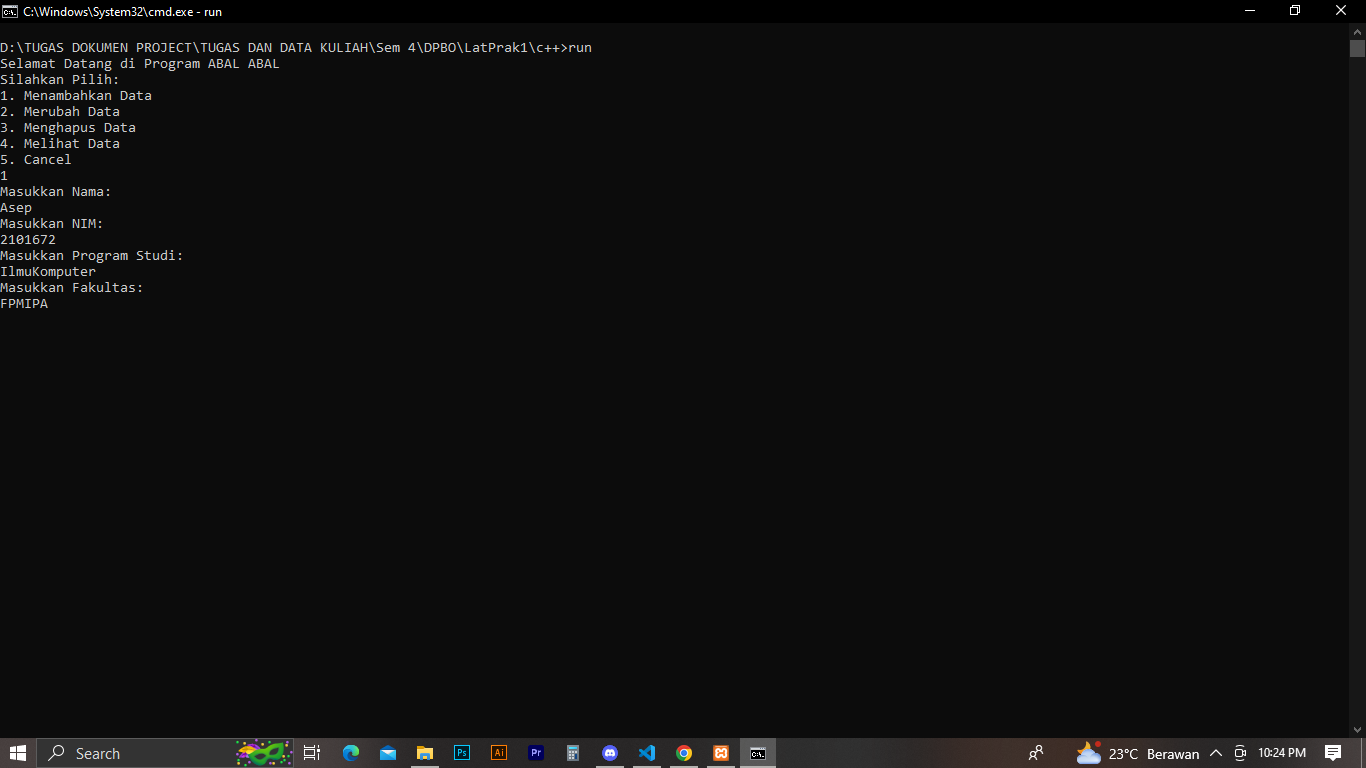 C:\Windows\System32\cmd.exe - run
D:\TUGAS DOKUMEN PROJECT\TUGAS DAN DATA KULIAH\Sem 4\DPBO\LatPrak1\c++>run
Selamat Datang di Program ABAL ABAL
Silahkan Pilih:
1. Menambahkan Data
2. Merubah Data
3. Menghapus Data
4. Melihat Data
5. Cancel
1
Masukkan Nama:
Asep
Masukkan NIM:
2101672
Masukkan Program Studi:
IlmuKomputer
Masukkan Fakultas:
FPMIPA
Search Ps Ai Pr 23°C Berawan 10:24 PM